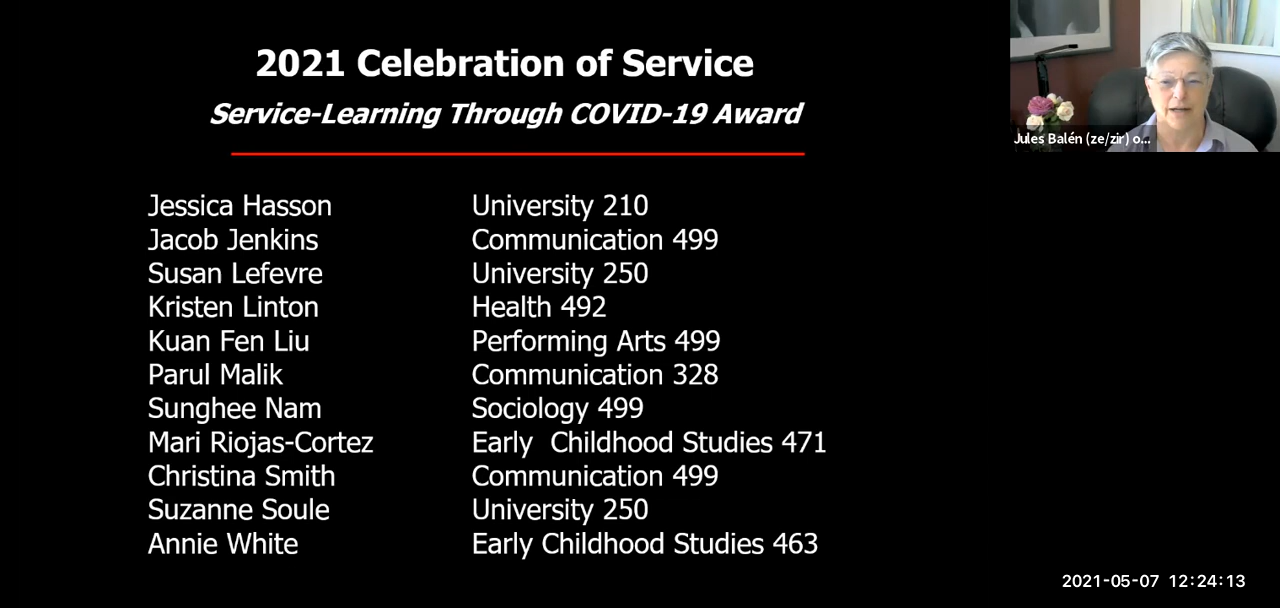 2021 Celebration of Service
Service-Learning Through COVID-19 Award
Jessica Hasson University 210
Jacob Jenkins Communication 499
Susan Lefevre University 250
Kristen Linton Health 492
Kuan Fen Liu Performing Arts 499
Parul Malik Communication 328
Sunghee Nam Sociology 499
Mari Riojas-Cortez Early  Childhood Studies 471
Christina Smith Communication 499
Suzanne Soule University 250
Annie White Early Childhood Studies 463
Jules Balén (ze/zir) o...
2021-05-07 12:24:13